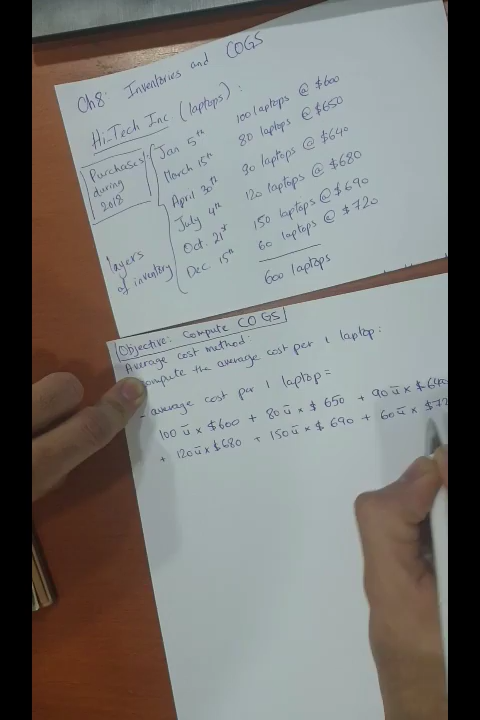 Ch8: Inventories and COGS
Hi-Tech Inc (laptops):
Purchases during 2018
Jan 5th 100 laptops @ $600
March 15th 80 laptops @ $650
April 30th 90 laptops @ $640
July 4th 120 laptops @ $680
Oct. 21st 150 laptops @ $690
Dec. 15th 60 laptops @ $720
600 laptops
layers of inventory
Objective: Compute COGS
Average cost method:
compute the average cost per 1 laptop:
- average cost per 1 laptop =
100 ū × $600 + 80 ū × $650 + 90 ū × $640
+ 120 ū × $680 + 150 ū × $690 + 60 ū × $72